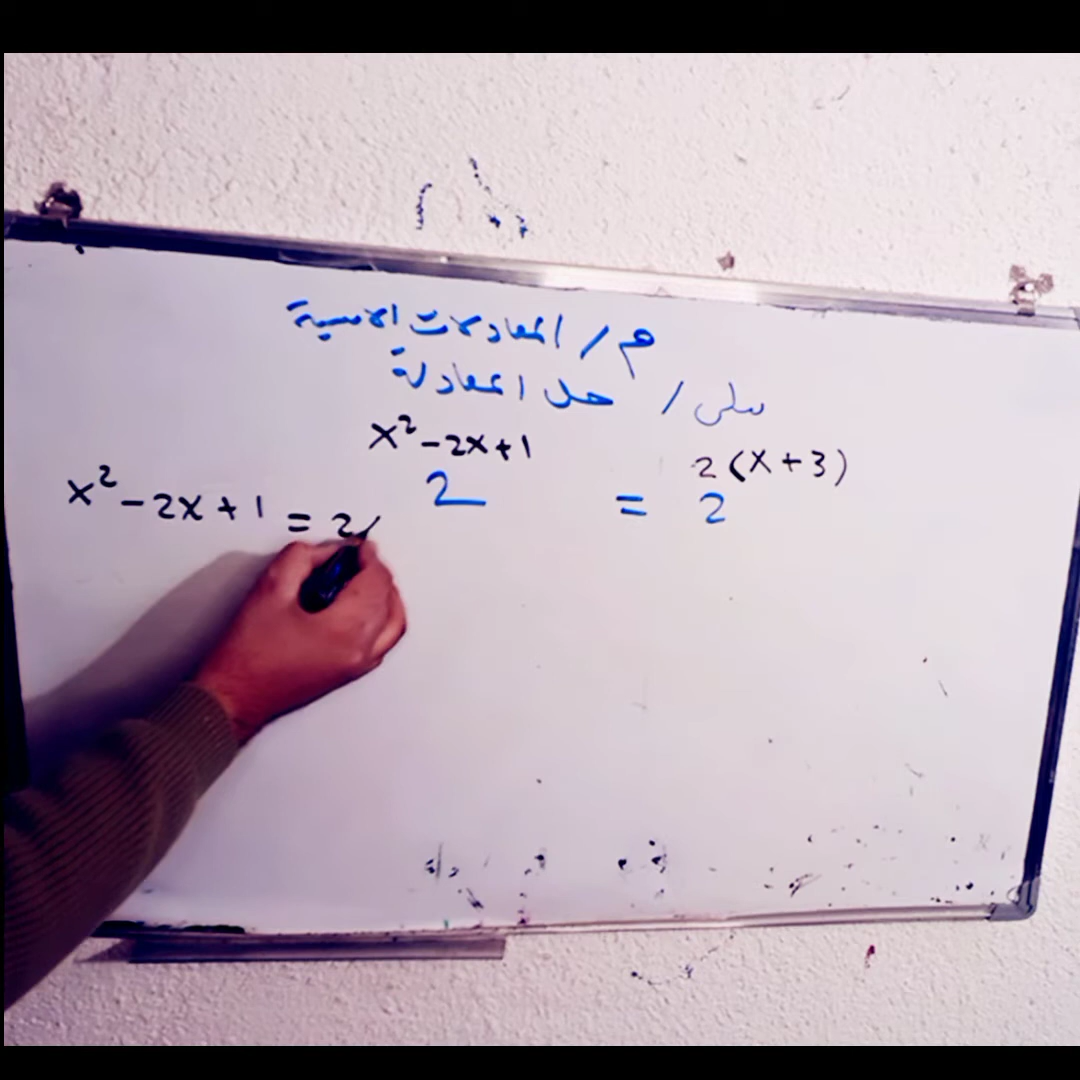 م / المعادلات الاسية
/ حل المعادلة
2^(x²-2x+1) = 2^(2(x+3))
x²-2x+1 = 2(